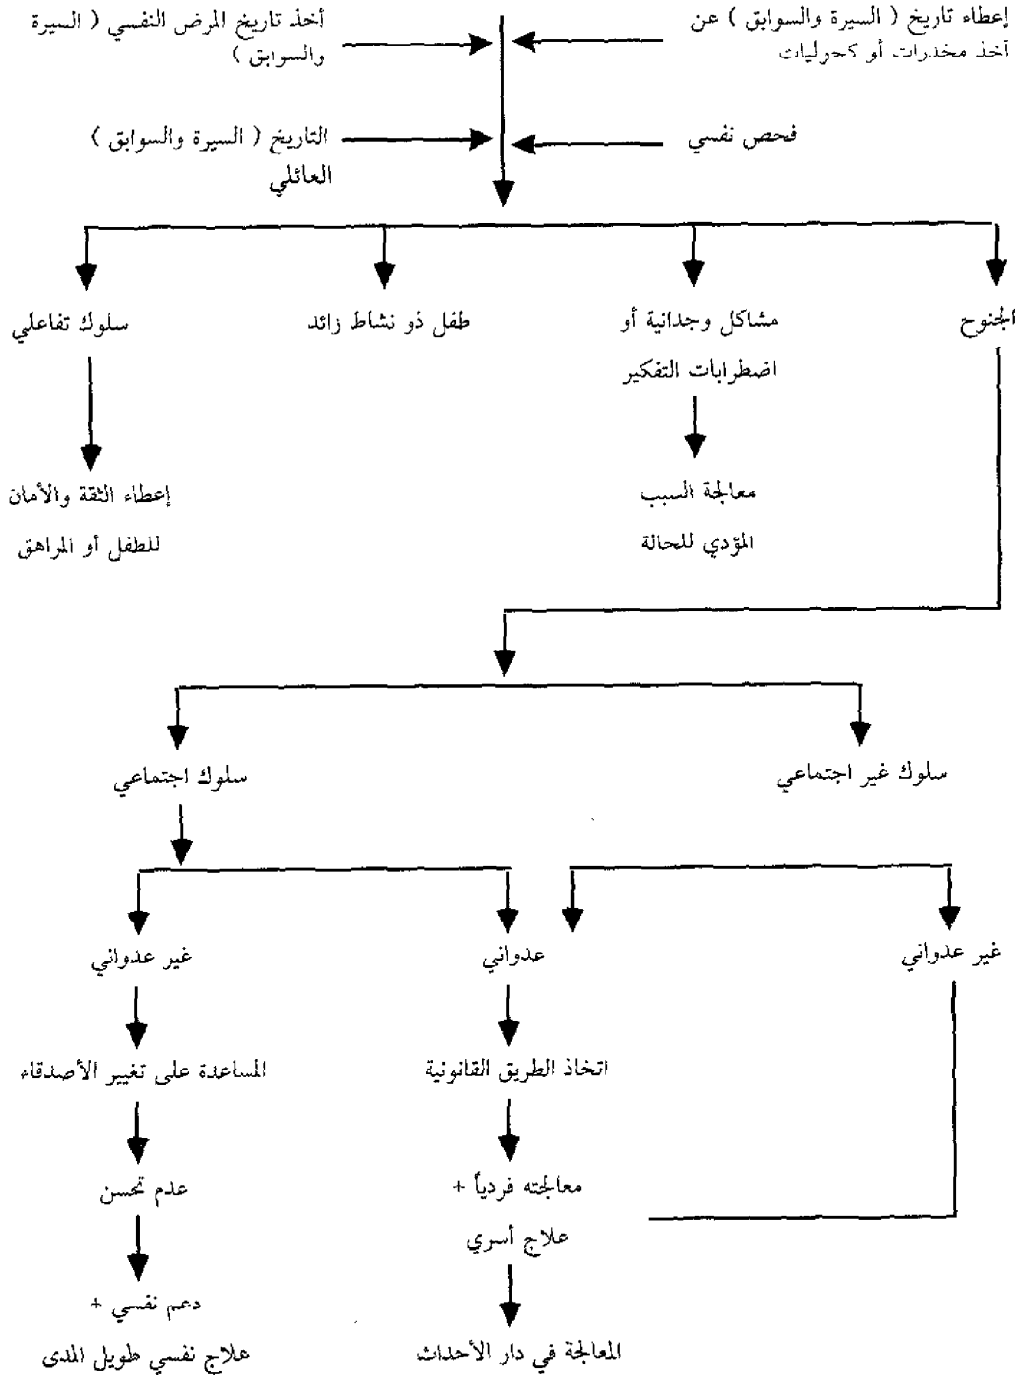 إعطاء تاريخ ( السيرة والسوابق ) عن
أخذ مخدرات أو كحوليات
أخذ تاريخ المرض النفسي ( السيرة
والسوابق )
فحص نفسي
التاريخ ( السيرة والسوابق )
العائلي
الجنوح
مشاكل وجدانية أو
اضطرابات التفكير
طفل ذو نشاط زائد
سلوك تفاعلي
معالجة السبب
المؤدي للحالة
إعطاء الثقة والأمان
للطفل أو المراهق
سلوك غير اجتماعي
سلوك اجتماعي
غير عدواني
عدواني
غير عدواني
اتخاذ الطريق القانونية
المساعدة على تغيير الأصدقاء
معالجته فردياً +
علاج أسري
عدم تحسن
المعالجة في دار الأحداث
دعم نفسي +
علاج نفسي طويل المدى